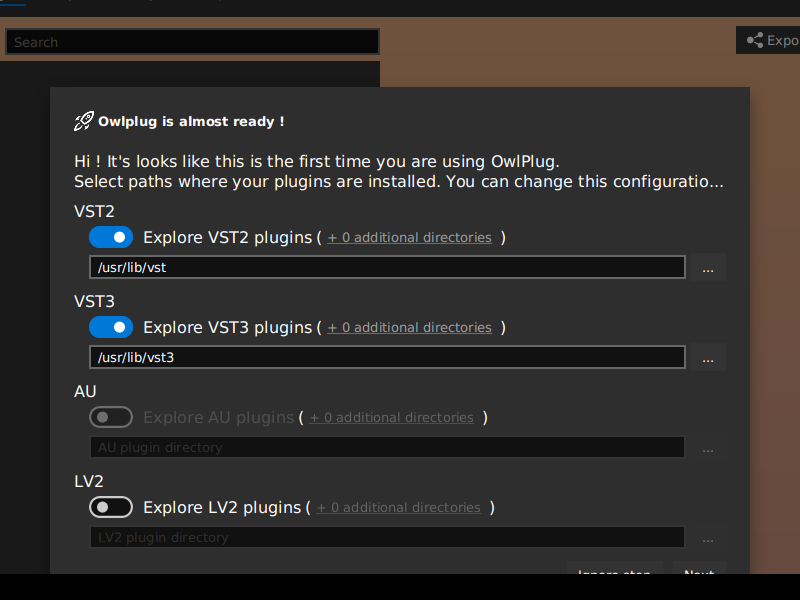 Search
Expo
Owlplug is almost ready !
Hi ! It's looks like this is the first time you are using OwlPlug.
Select paths where your plugins are installed. You can change this configuratio...
VST2
Explore VST2 plugins ( + 0 additional directories )
/usr/lib/vst ...
VST3
Explore VST3 plugins ( + 0 additional directories )
/usr/lib/vst3 ...
AU
Explore AU plugins ( + 0 additional directories )
AU plugin directory ...
LV2
Explore LV2 plugins ( + 0 additional directories )
LV2 plugin directory ...
Ignore step Next